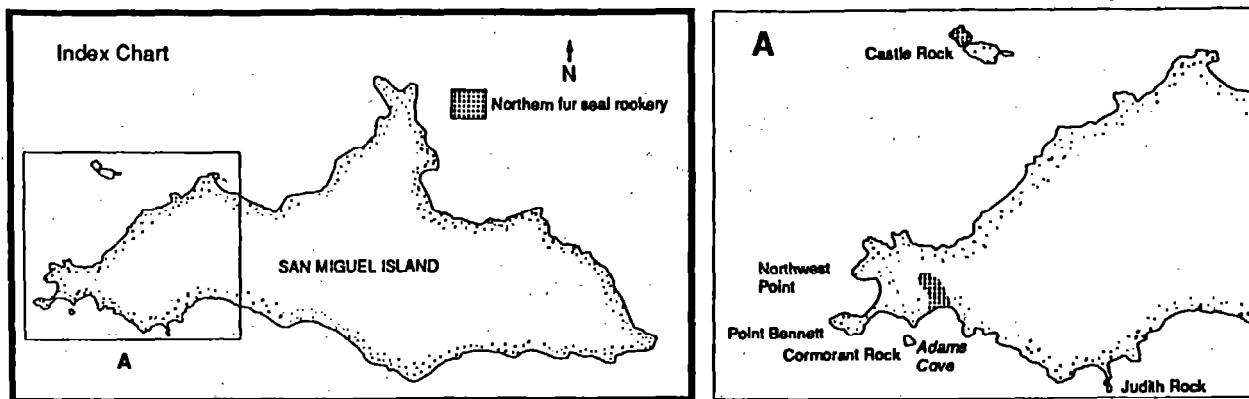 Index Chart
N
Northern fur seal rookery
SAN MIGUEL ISLAND
A
A
Castle Rock
Northwest
Point
Point Bennett
Cormorant Rock
Adams
Cove
Judith Rock